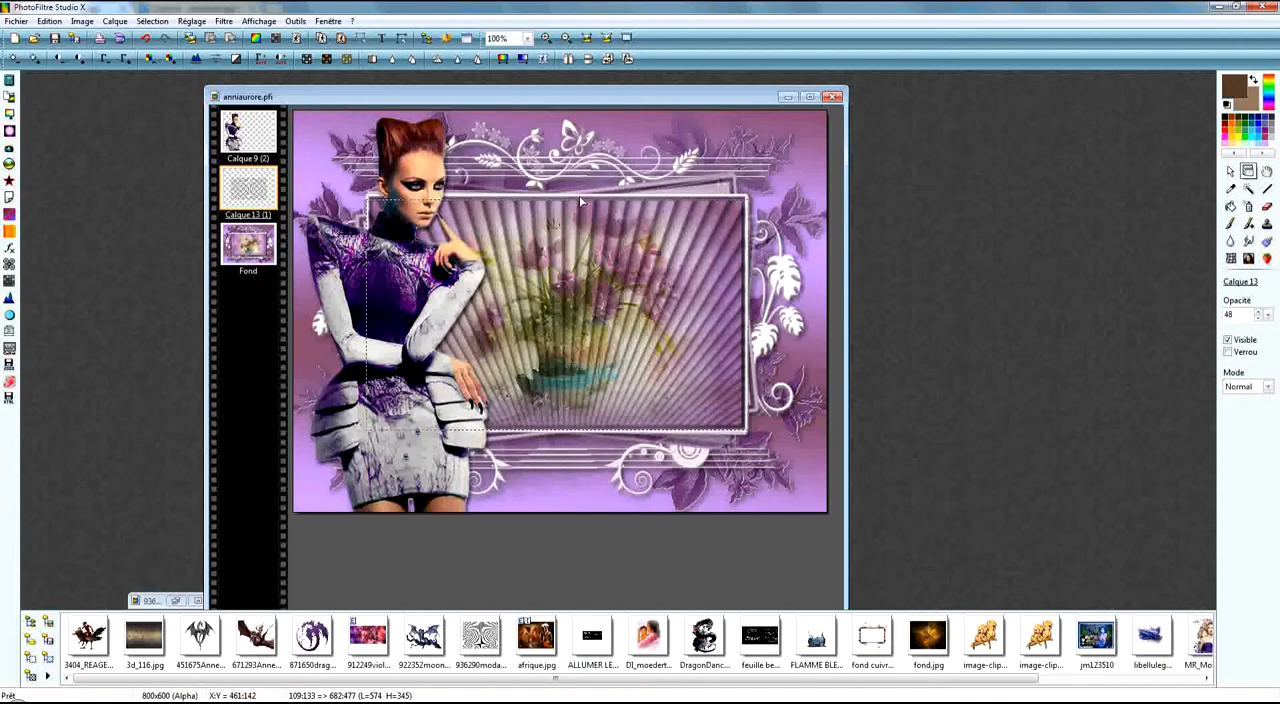 PhotoFiltre Studio X
Fichier Edition Image Calque Sélection Réglage Filtre Affichage Outils Fenêtre ?
100%
anniaurore.pfi
Calque 9 (2)
Calque 13 (1)
Fond
Calque 13
Opacité
48
Visible
Verrou
Mode
Normal
936...
3404_REAGE... 3d_116.jpg 451675Anne... 671293Anne... 871650drag... 912249viol... 922352moon... 936290moda... afrique.jpg ALLUMER LE... DI_moedert... DragonDanc... feuille be... FLAMME BLE... fond cuivr... fond.jpg image-clip... image-clip... jm123510 libelluleg... MR_Mo
Prêt 800x600 (Alpha) X:Y = 461:142 109:133 => 682:477 (L=574 H=345)